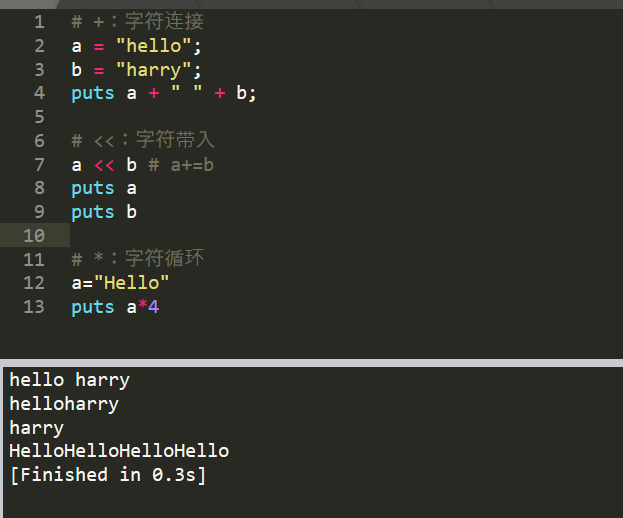 1 # +：字符连接
2 a = "hello";
3 b = "harry";
4 puts a + " " + b;
5
6 # <<：字符带入
7 a << b # a+=b
8 puts a
9 puts b
10
11 # *：字符循环
12 a="Hello"
13 puts a*4
hello harry
helloharry
harry
HelloHelloHelloHello
[Finished in 0.3s]